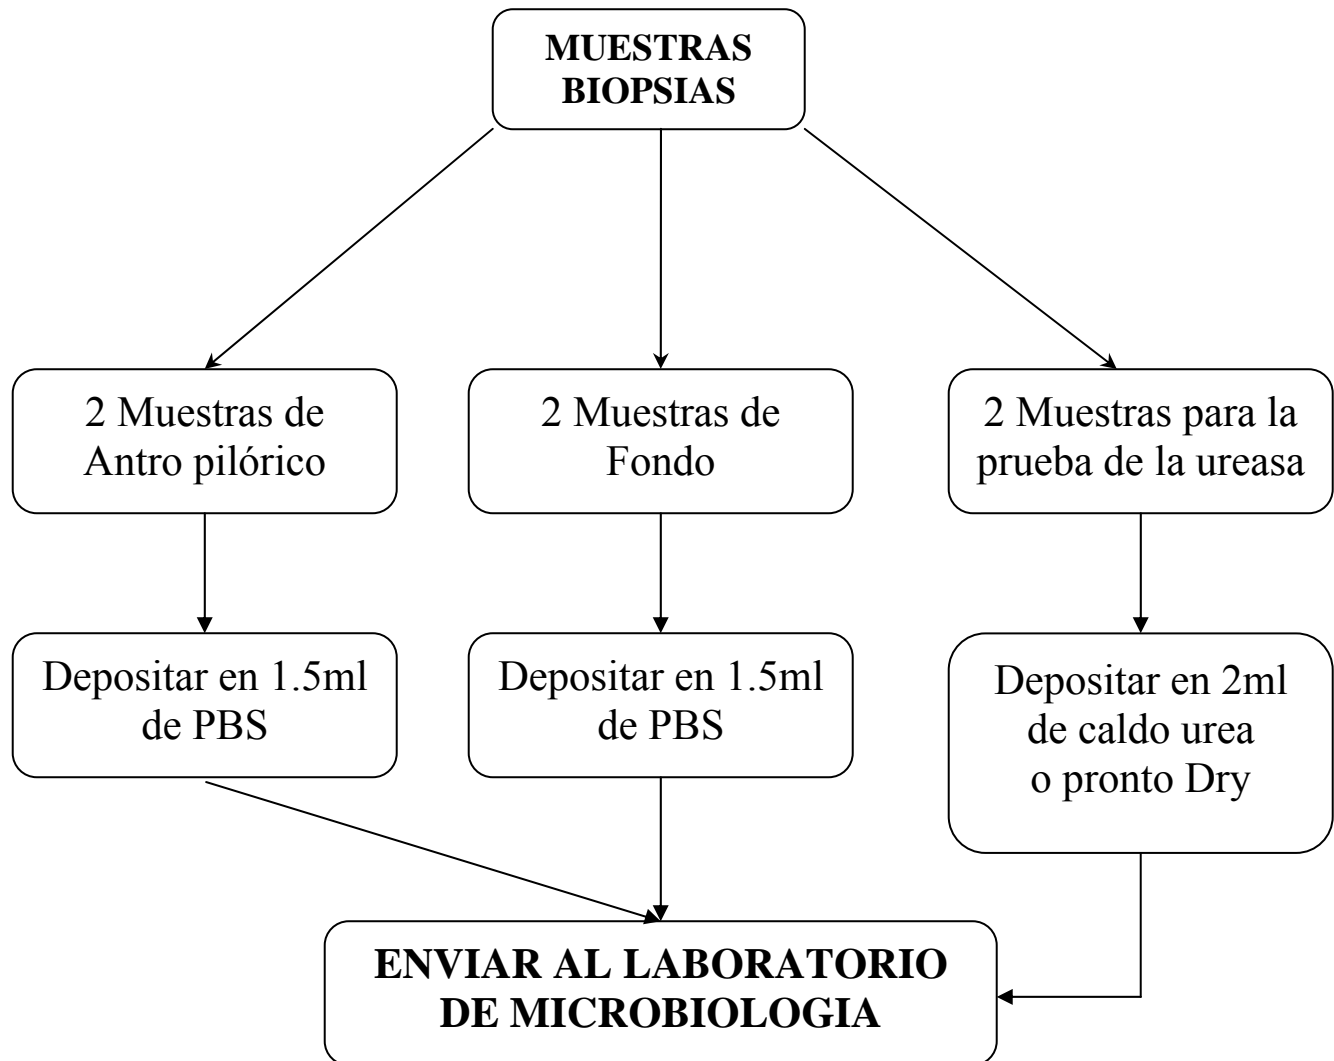 MUESTRAS
BIOPSIAS
2 Muestras de
Antro pilórico
2 Muestras de
Fondo
2 Muestras para la
prueba de la ureasa
Depositar en 1.5ml
de PBS
Depositar en 1.5ml
de PBS
Depositar en 2ml
de caldo urea
o pronto Dry
ENVIAR AL LABORATORIO
DE MICROBIOLOGIA